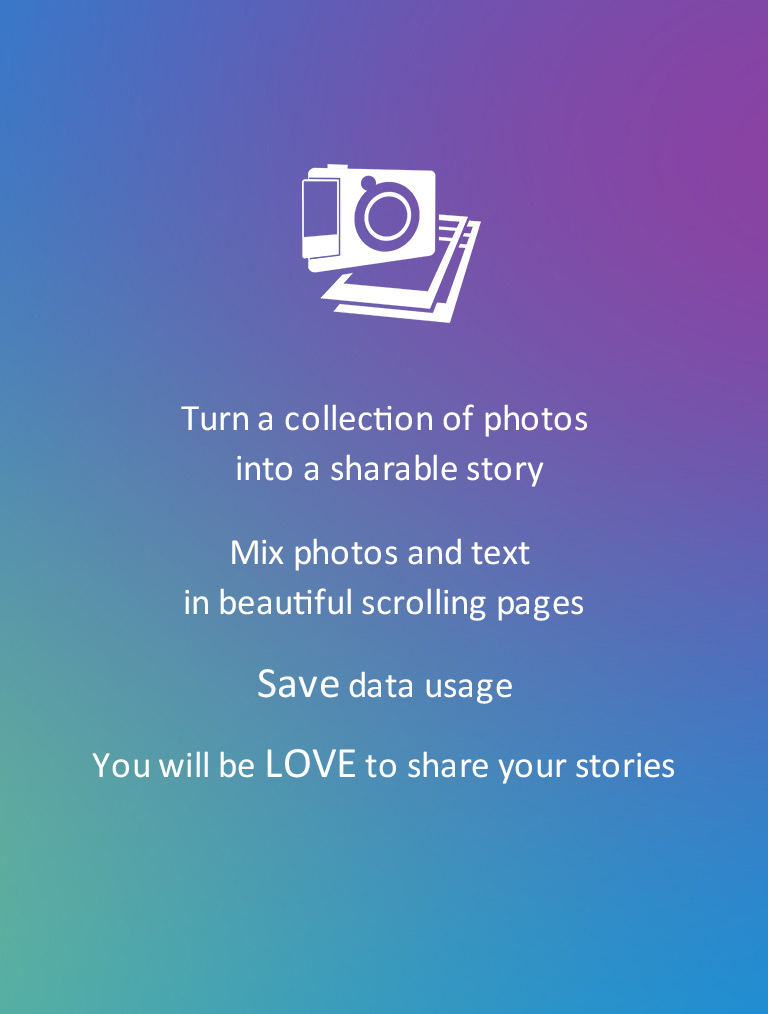 Turn a collection of photos
into a sharable story
Mix photos and text
in beautiful scrolling pages
Save data usage
You will be LOVE to share your stories